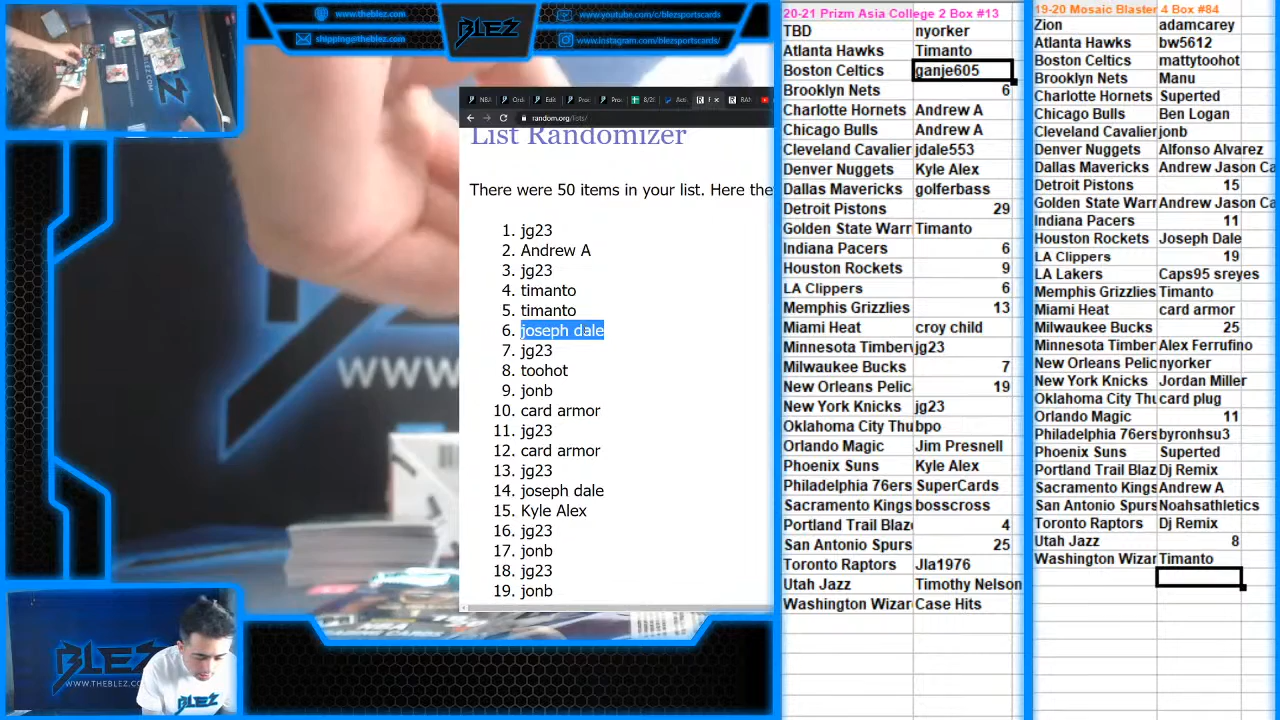 www.theblez.com
www.youtube.com/c/blezsportscards
shipping@theblez.com
www.instagram.com/blezsportscards/
BLEZ
random.org/lists/
List Randomizer
There were 50 items in your list. Here they
1. jg23
2. Andrew A
3. jg23
4. timanto
5. timanto
6. joseph dale
7. jg23
8. toohot
9. jonb
10. card armor
11. jg23
12. card armor
13. jg23
14. joseph dale
15. Kyle Alex
16. jg23
17. jonb
18. jg23
19. jonb
WWW.
BLEZ
WWW.THEBLEZ.COM
BLEZ
20-21 Prizm Asia College 2 Box #13
TBD nyorker
Atlanta Hawks Timanto
Boston Celtics ganje605
Brooklyn Nets 6
Charlotte Hornets Andrew A
Chicago Bulls Andrew A
Cleveland Cavalier jdale553
Denver Nuggets Kyle Alex
Dallas Mavericks golferbass
Detroit Pistons 29
Golden State Warr Timanto
Indiana Pacers 6
Houston Rockets 9
LA Clippers 6
Memphis Grizzlies 13
Miami Heat croy child
Minnesota Timberv jg23
Milwaukee Bucks 7
New Orleans Pelic 19
New York Knicks jg23
Oklahoma City Thu bpo
Orlando Magic Jim Presnell
Phoenix Suns Kyle Alex
Philadelphia 76ers SuperCards
Sacramento Kings bosscross
Portland Trail Blaz 4
San Antonio Spurs 25
Toronto Raptors Jla1976
Utah Jazz Timothy Nelson
Washington Wizar Case Hits
19-20 Mosaic Blaster 4 Box #84
Zion adamcarey
Atlanta Hawks bw5612
Boston Celtics mattytoohot
Brooklyn Nets Manu
Charlotte Hornets Superted
Chicago Bulls Ben Logan
Cleveland Cavalier jonb
Denver Nuggets Alfonso Alvarez
Dallas Mavericks Andrew Jason Ca
Detroit Pistons 15
Golden State Warr Andrew Jason Ca
Indiana Pacers 11
Houston Rockets Joseph Dale
LA Clippers 19
LA Lakers Caps95 sreyes
Memphis Grizzlies Timanto
Miami Heat card armor
Milwaukee Bucks 25
Minnesota Timber Alex Ferrufino
New Orleans Pelic nyorker
New York Knicks Jordan Miller
Oklahoma City Thu card plug
Orlando Magic 11
Philadelphia 76ers byronhsu3
Phoenix Suns Superted
Portland Trail Blaz Dj Remix
Sacramento Kings Andrew A
San Antonio Spurs Noahsathletics
Toronto Raptors Dj Remix
Utah Jazz 8
Washington Wizar Timanto